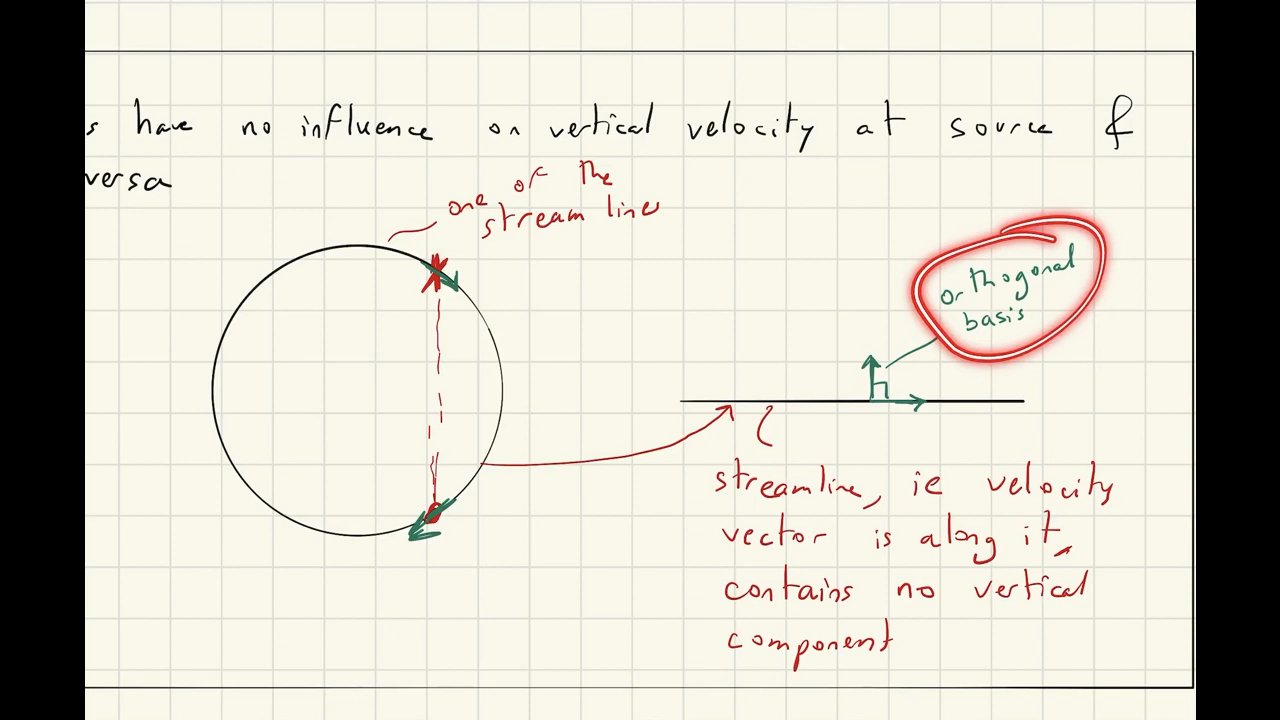 s have no influence on vertical velocity at source &
versa
one of the
stream lines
orthogonal
basis
streamline, ie velocity
vector is along it,
contains no vertical
component